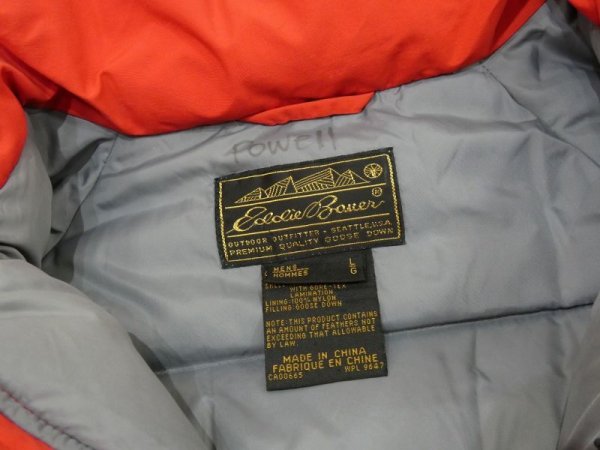 POWEll
Eddie Bauer®
OUTDOOR OUTFITTER · SEATTLE, U.S.A.
PREMIUM QUALITY GOOSE DOWN
MENS L
HOMMES G
WITH GORE-TEX
LAMINATION
LINING: 100% NYLON
FILLING: GOOSE DOWN
NOTE: THIS PRODUCT CONTAINS
AN AMOUNT OF FEATHERS NOT
EXCEEDING THAT ALLOWABLE
BY LAW.
MADE IN CHINA
FABRIQUE EN CHINE
CA00665 WPL 9647